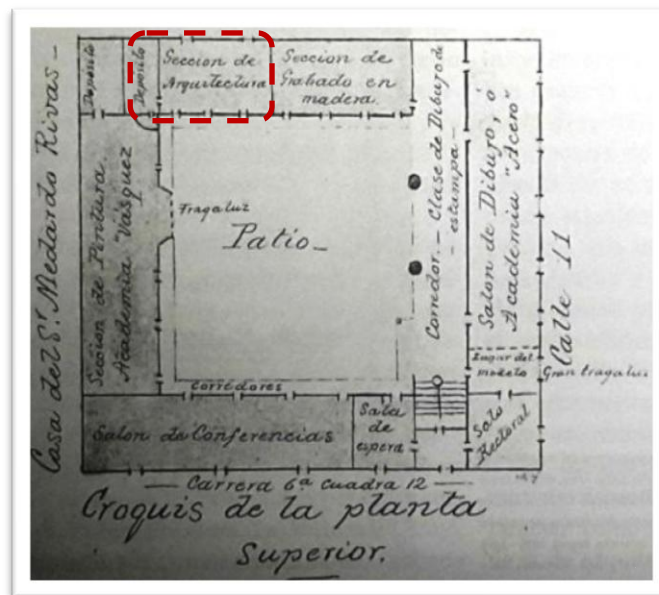 Deposito
Deposito
Seccion de
Arquitectura
Seccion de
Grabado en
madera.
Casa del Sr. Medardo Rivas -
Seccion de Pintura.
Academia "Vasquez
Tragaluz
Patio_
Corredor. - Clase de Dibujo de
- estampa -
Salon de Dibujo, ó
Academia "Acero"
Calle 11
Lugar del
modelo
Gran tragaluz
Corredores
Salon de Conferencias
Sala
de
espera
Rectoral
- Carrera 6ª cuadra 12 -
Croquis de la planta
Superior.